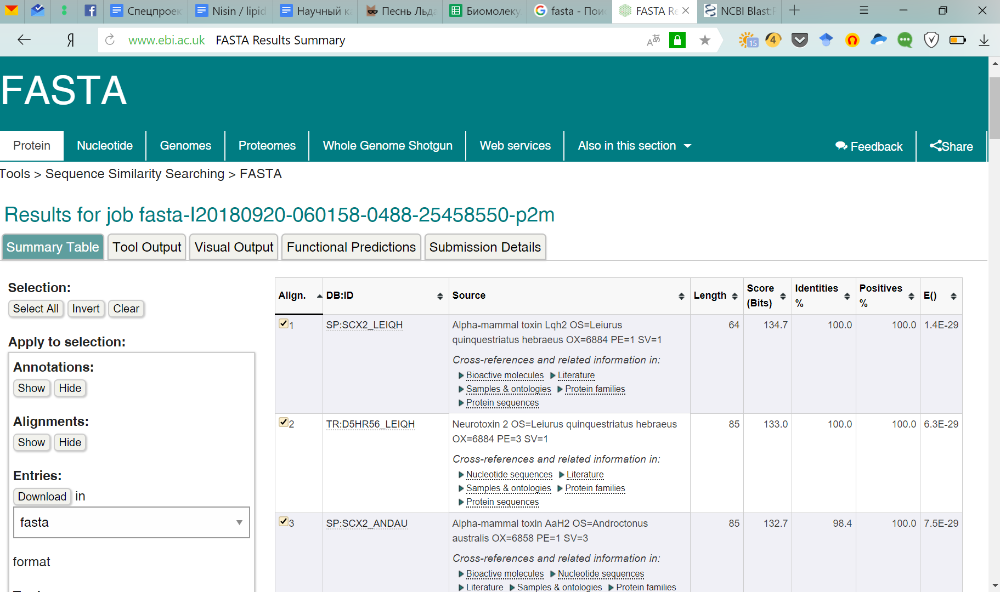 Спецпроек
Nisin / lipid
Научный ка
Песнь Льда
Биомолеку
fasta - Поис
FASTA Re
NCBI Blast:P
Я
www.ebi.ac.uk FASTA Results Summary
15
4
FASTA
Protein
Nucleotide
Genomes
Proteomes
Whole Genome Shotgun
Web services
Also in this section
Feedback
Share
Tools > Sequence Similarity Searching > FASTA
Results for job fasta-I20180920-060158-0488-25458550-p2m
Summary Table
Tool Output
Visual Output
Functional Predictions
Submission Details
Selection:
Select All Invert Clear
Apply to selection:
Annotations:
Show Hide
Alignments:
Show Hide
Entries:
Download in
fasta
format
Align. DB:ID Source Length Score (Bits) Identities % Positives % E()
1 SP:SCX2_LEIQH Alpha-mammal toxin Lqh2 OS=Leiurus 64 134.7 100.0 100.0 1.4E-29
quinquestriatus hebraeus OX=6884 PE=1 SV=1
Cross-references and related information in:
Bioactive molecules Literature
Samples & ontologies Protein families
Protein sequences
2 TR:D5HR56_LEIQH Neurotoxin 2 OS=Leiurus quinquestriatus hebraeus 85 133.0 100.0 100.0 6.3E-29
OX=6884 PE=3 SV=1
Cross-references and related information in:
Nucleotide sequences Literature
Samples & ontologies Protein families
Protein sequences
3 SP:SCX2_ANDAU Alpha-mammal toxin AaH2 OS=Androctonus 85 132.7 98.4 100.0 7.5E-29
australis OX=6858 PE=1 SV=3
Cross-references and related information in:
Bioactive molecules Nucleotide sequences
Literature Samples & ontologies Protein families